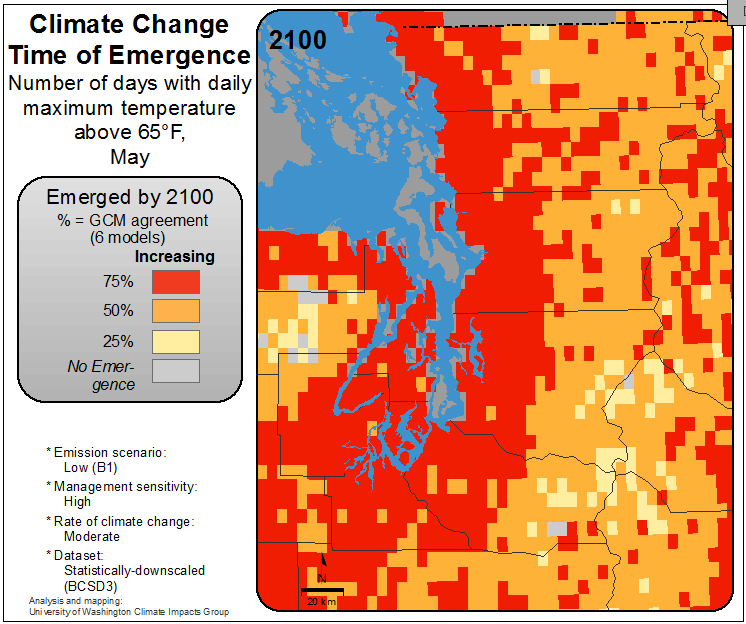 Climate Change
Time of Emergence
Number of days with daily
maximum temperature
above 65°F,
May
Emerged by 2100
% = GCM agreement
(6 models)
Increasing
75%
50%
25%
No Emer-
gence
* Emission scenario:
Low (B1)
* Management sensitivity:
High
* Rate of climate change:
Moderate
* Dataset:
Statistically-downscaled
(BCSD3)
Analysis and mapping:
University of Washington Climate Impacts Group
2100
N
20 km